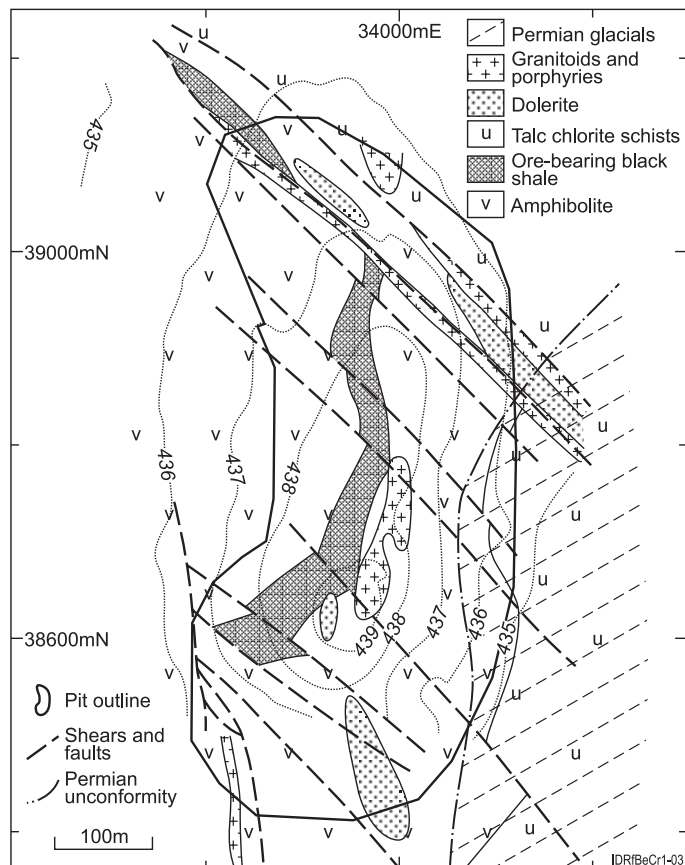 34000mE
Permian glacials
Granitoids and
porphyries
Dolerite
u Talc chlorite schists
Ore-bearing black
shale
v Amphibolite
435
39000mN
436
437
438
439
438
437
436
435
38600mN
Pit outline
Shears and
faults
Permian
unconformity
100m
IDRfBeCr1-03